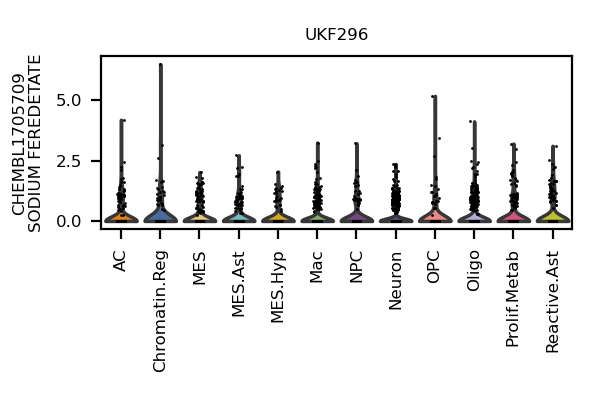 UKF296
CHEMBL1705709
SODIUM FEREDETATE
5.0
2.5
0.0
AC
Chromatin.Reg
MES
MES.Ast
MES.Hyp
Mac
NPC
Neuron
OPC
Oligo
Prolif.Metab
Reactive.Ast